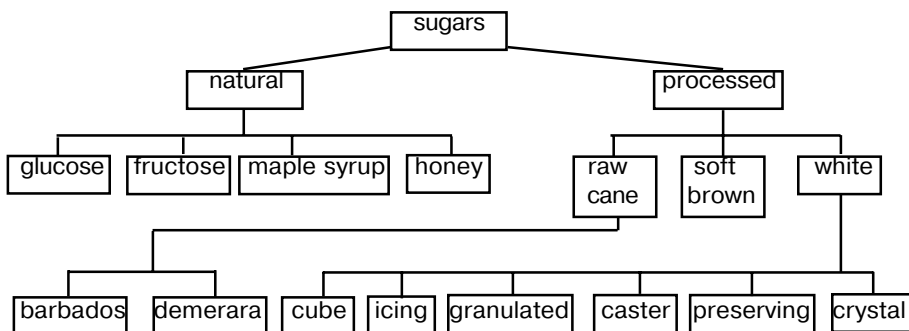 sugars
natural
processed
glucose
fructose
maple syrup
honey
raw
cane
soft
brown
white
barbados
demerara
cube
icing
granulated
caster
preserving
crystal